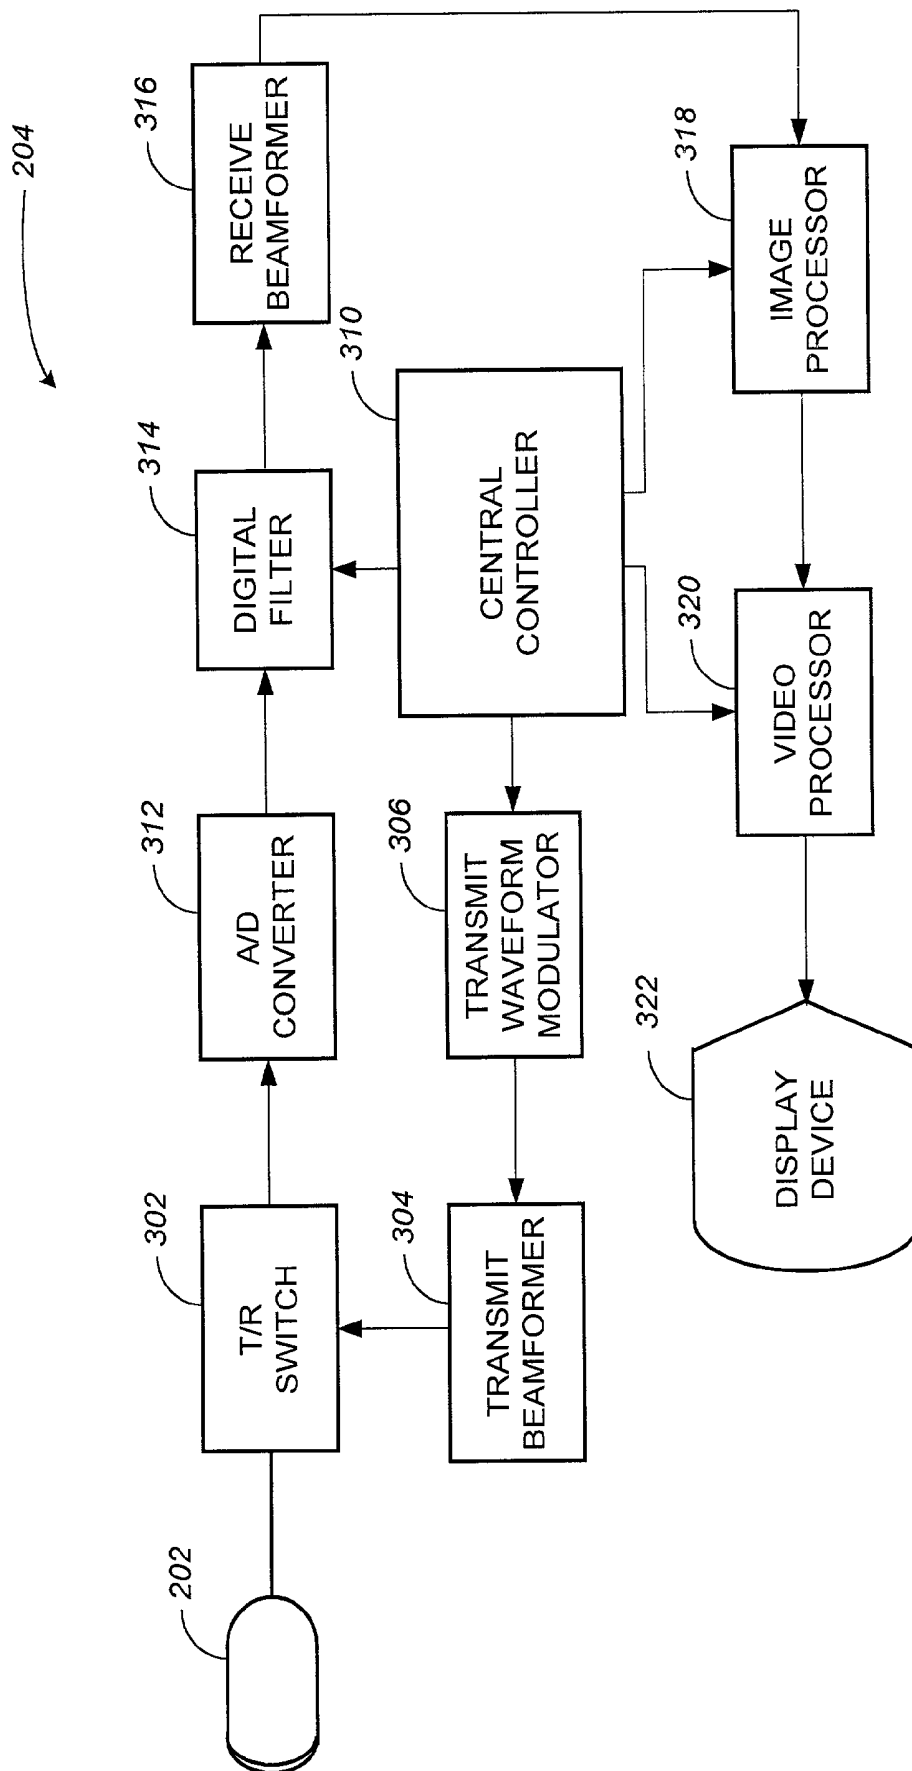 204
202
302
T/R
SWITCH
312
A/D
CONVERTER
314
DIGITAL
FILTER
316
RECEIVE
BEAMFORMER
304
TRANSMIT
BEAMFORMER
306
TRANSMIT
WAVEFORM
MODULATOR
310
CENTRAL
CONTROLLER
322
DISPLAY
DEVICE
320
VIDEO
PROCESSOR
318
IMAGE
PROCESSOR